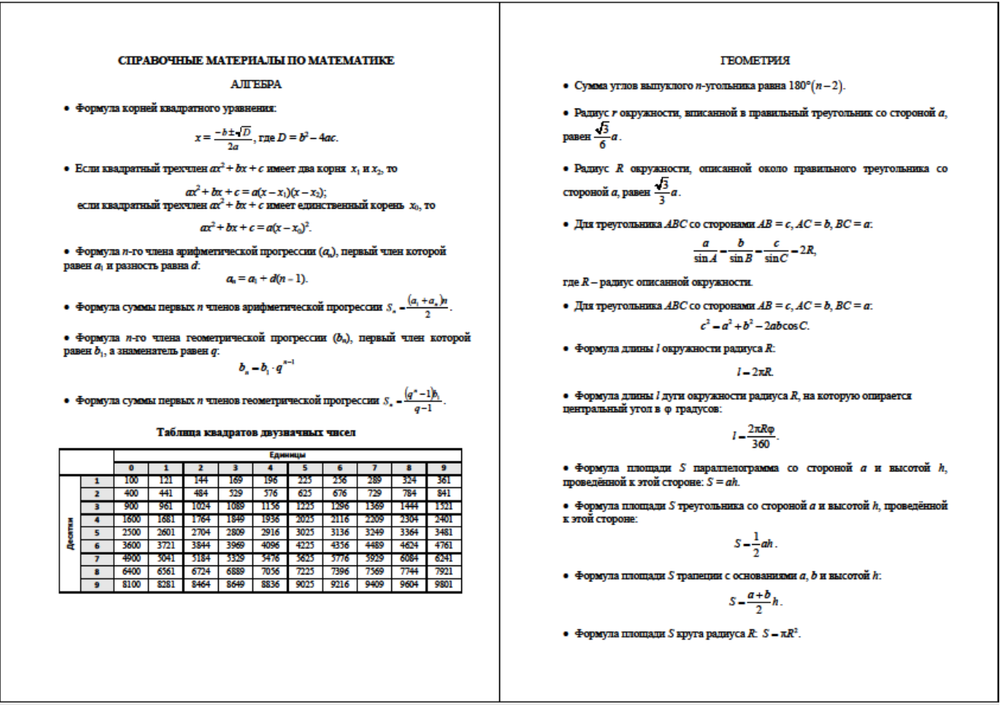 СПРАВОЧНЫЕ МАТЕРИАЛЫ ПО МАТЕМАТИКЕ
АЛГЕБРА
• Формула корней квадратного уравнения:
x = (−b ± √D)/(2a), где D = b² – 4ac.
• Если квадратный трехчлен ax² + bx + c имеет два корня x₁ и x₂, то
ax² + bx + c = a(x – x₁)(x – x₂);
если квадратный трехчлен ax² + bx + c имеет единственный корень x₀, то
ax² + bx + c = a(x – x₀)².
• Формула n-го члена арифметической прогрессии (aₙ), первый член которой
равен a₁ и разность равна d:
aₙ = a₁ + d(n – 1).
• Формула суммы первых n членов арифметической прогрессии Sₙ = (a₁ + aₙ)n/2.
• Формула n-го члена геометрической прогрессии (bₙ), первый член которой
равен b₁, а знаменатель равен q:
bₙ = b₁ · qⁿ⁻¹
• Формула суммы первых n членов геометрической прогрессии Sₙ = (qⁿ − 1)b₁/(q − 1).
Таблица квадратов двузначных чисел
Единицы
0 1 2 3 4 5 6 7 8 9
Десятки
1 100 121 144 169 196 225 256 289 324 361
2 400 441 484 529 576 625 676 729 784 841
3 900 961 1024 1089 1156 1225 1296 1369 1444 1521
4 1600 1681 1764 1849 1936 2025 2116 2209 2304 2401
5 2500 2601 2704 2809 2916 3025 3136 3249 3364 3481
6 3600 3721 3844 3969 4096 4225 4356 4489 4624 4761
7 4900 5041 5184 5329 5476 5625 5776 5929 6084 6241
8 6400 6561 6724 6889 7056 7225 7396 7569 7744 7921
9 8100 8281 8464 8649 8836 9025 9216 9409 9604 9801
ГЕОМЕТРИЯ
• Сумма углов выпуклого n-угольника равна 180°(n − 2).
• Радиус r окружности, вписанной в правильный треугольник со стороной a,
равен (√3/6)a.
• Радиус R окружности, описанной около правильного треугольника со
стороной a, равен (√3/3)a.
• Для треугольника ABC со сторонами AB = c, AC = b, BC = a:
a/sin A = b/sin B = c/sin C = 2R,
где R – радиус описанной окружности.
• Для треугольника ABC со сторонами AB = c, AC = b, BC = a:
c² = a² + b² − 2ab cos C.
• Формула длины l окружности радиуса R:
l = 2πR.
• Формула длины l дуги окружности радиуса R, на которую опирается
центральный угол в φ градусов:
l = 2πRφ/360.
• Формула площади S параллелограмма со стороной a и высотой h,
проведённой к этой стороне: S = ah.
• Формула площади S треугольника со стороной a и высотой h, проведённой
к этой стороне:
S = (1/2)ah.
• Формула площади S трапеции с основаниями a, b и высотой h:
S = ((a + b)/2)h.
• Формула площади S круга радиуса R: S = πR².